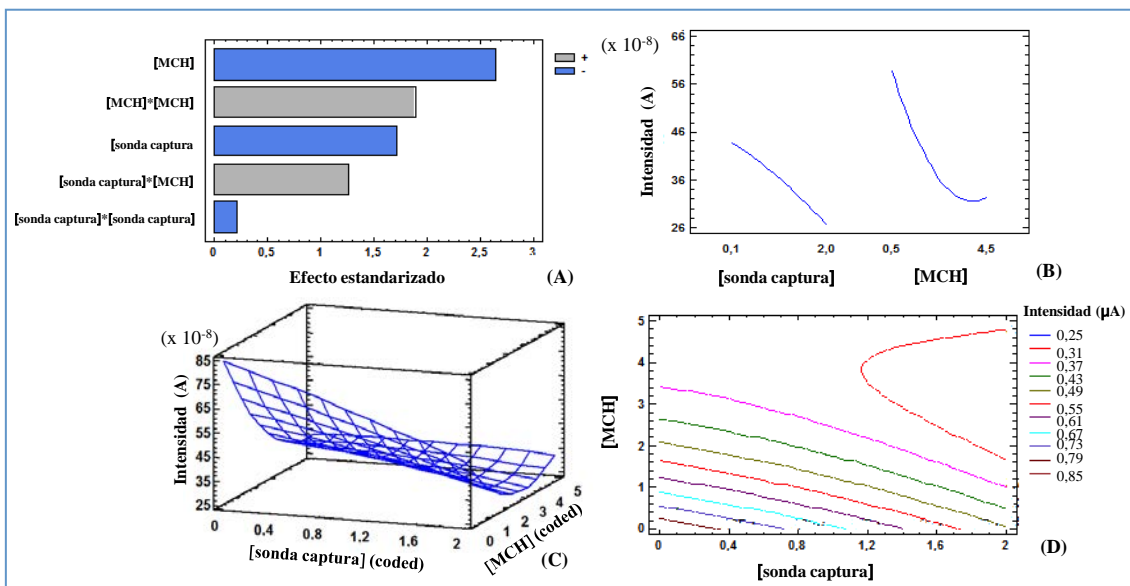 [MCH]
[MCH]*[MCH]
[sonda captura
[sonda captura]*[MCH]
[sonda captura]*[sonda captura]
+
-
0 0,5 1 1,5 2 2,5 3
Efecto estandarizado
(A)
(x 10-8)
Intensidad (A)
66
56
46
36
26
0,1 2,0 0,5 4,5
[sonda captura] [MCH]
(B)
(x 10-8)
Intensidad (A)
85
75
65
55
45
35
25
0 0.4 0.8 1.2 1.6 2
[sonda captura] (coded)
0 1 2 3 4 5
[MCH] (coded)
(C)
[MCH]
5
4
3
2
1
0
0 0,4 0,8 1,2 1,6 2
[sonda captura]
(D)
Intensidad (µA)
0,25
0,31
0,37
0,43
0,49
0,55
0,61
0,67
0,73
0,79
0,85